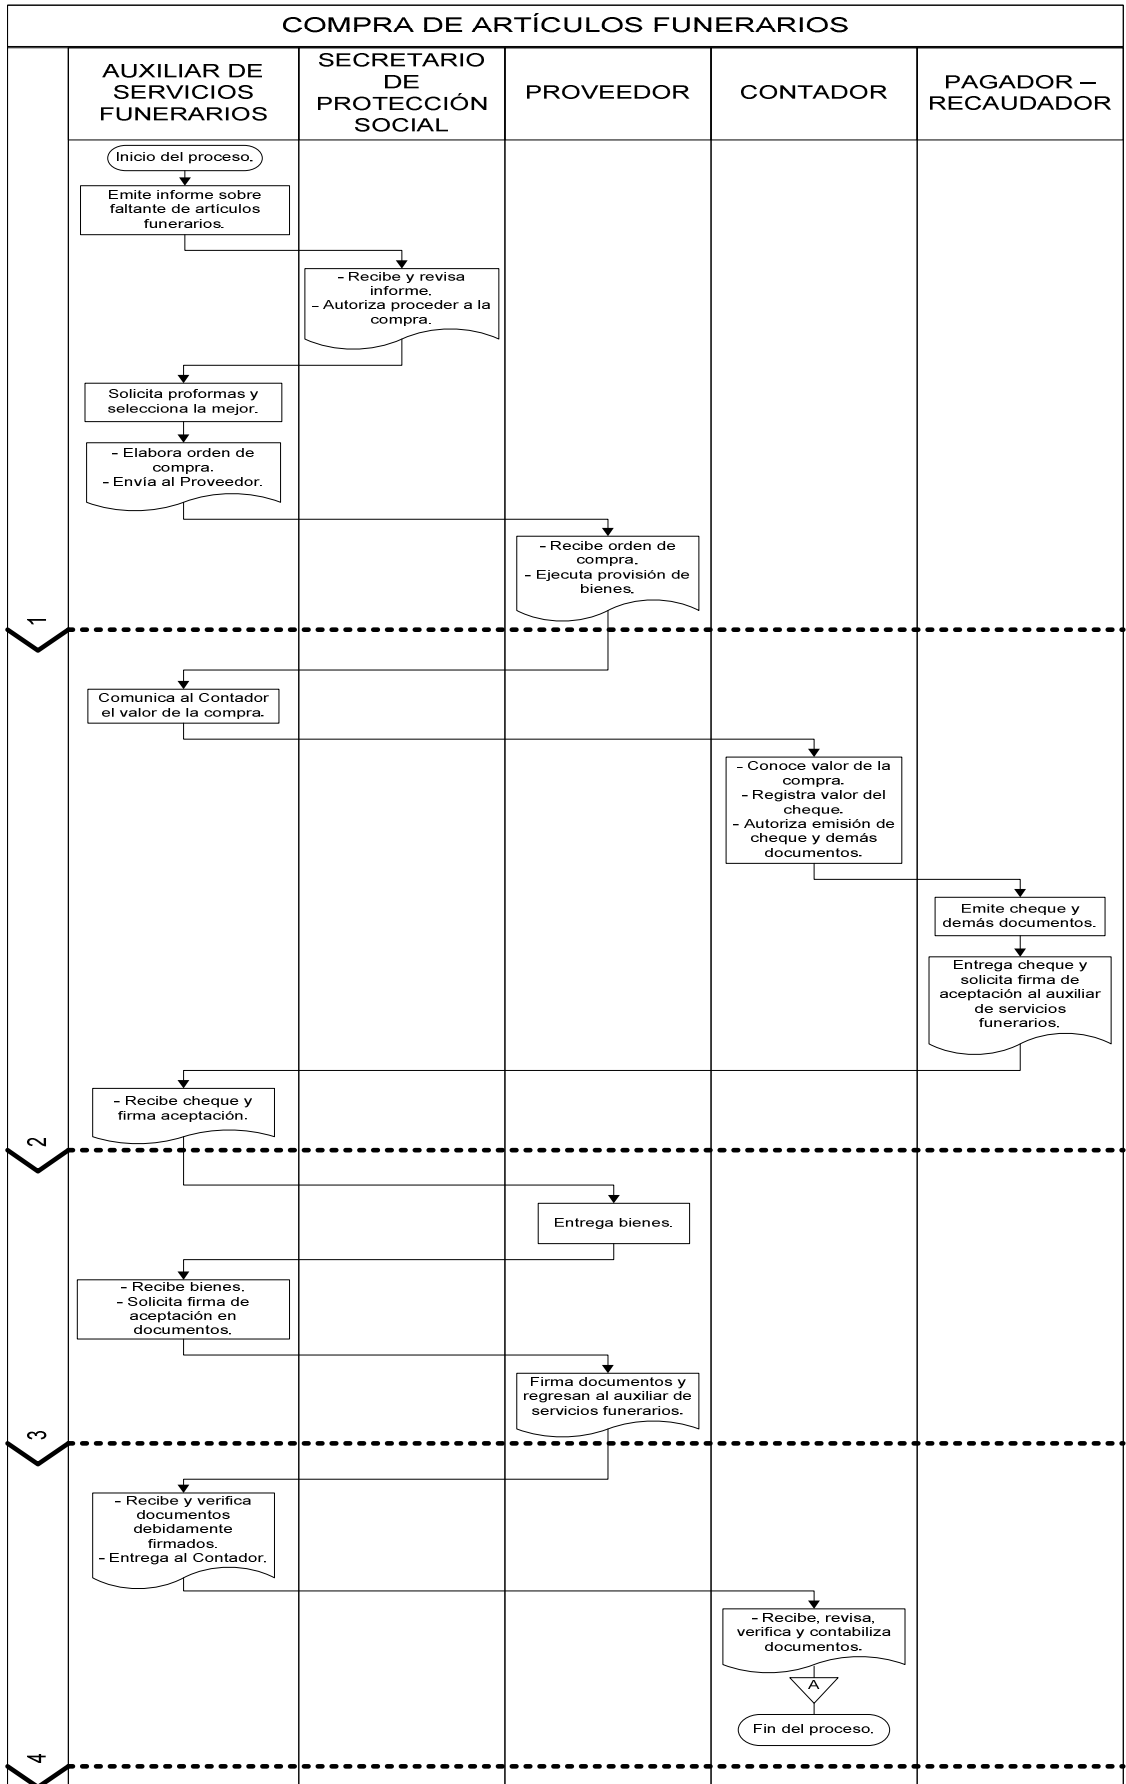 COMPRA DE ARTÍCULOS FUNERARIOS
AUXILIAR DE
SERVICIOS
FUNERARIOS
SECRETARIO
DE
PROTECCIÓN
SOCIAL
PROVEEDOR
CONTADOR
PAGADOR –
RECAUDADOR
Inicio del proceso.
Emite informe sobre
faltante de artículos
funerarios.
- Recibe y revisa
informe.
- Autoriza proceder a la
compra.
Solicita proformas y
selecciona la mejor.
- Elabora orden de
compra.
- Envía al Proveedor.
- Recibe orden de
compra.
- Ejecuta provisión de
bienes.
1
Comunica al Contador
el valor de la compra.
- Conoce valor de la
compra.
- Registra valor del
cheque.
- Autoriza emisión de
cheque y demás
documentos.
Emite cheque y
demás documentos.
Entrega cheque y
solicita firma de
aceptación al auxiliar
de servicios
funerarios.
- Recibe cheque y
firma aceptación.
2
Entrega bienes.
- Recibe bienes.
- Solicita firma de
aceptación en
documentos.
Firma documentos y
regresan al auxiliar de
servicios funerarios.
3
- Recibe y verifica
documentos
debidamente
firmados.
- Entrega al Contador.
- Recibe, revisa,
verifica y contabiliza
documentos.
A
Fin del proceso.
4